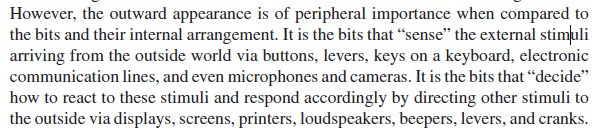 However, the outward appearance is of peripheral importance when compared to
the bits and their internal arrangement. It is the bits that “sense” the external stimuli
arriving from the outside world via buttons, levers, keys on a keyboard, electronic
communication lines, and even microphones and cameras. It is the bits that “decide”
how to react to these stimuli and respond accordingly by directing other stimuli to
the outside via displays, screens, printers, loudspeakers, beepers, levers, and cranks.